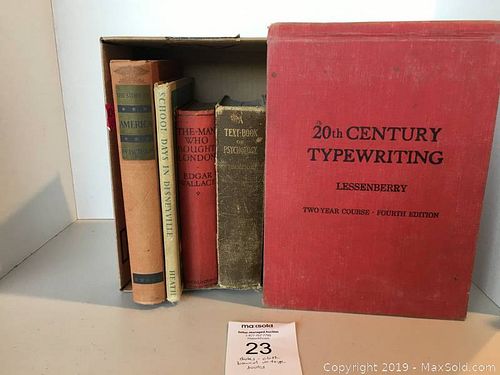 AMERICA
SCHOOL DAYS IN DISNEYVILLE
HEATH
THE·MAN
WHO
BOUGHT
LONDON
EDGAR
WALLACE
A
TEXT-BOOK
OF
PSYCHOLOGY
20th CENTURY
TYPEWRITING
LESSENBERRY
TWO YEAR COURSE · FOURTH EDITION
maxsold
23
books
Copyright © 2019 - MaxSold.com